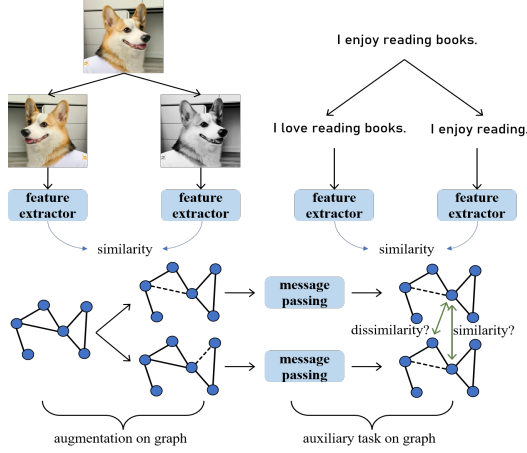 I enjoy reading books.
I love reading books.
I enjoy reading.
feature
extractor
feature
extractor
feature
extractor
feature
extractor
similarity
similarity
message
passing
dissimilarity?
similarity?
message
passing
augmentation on graph
auxiliary task on graph